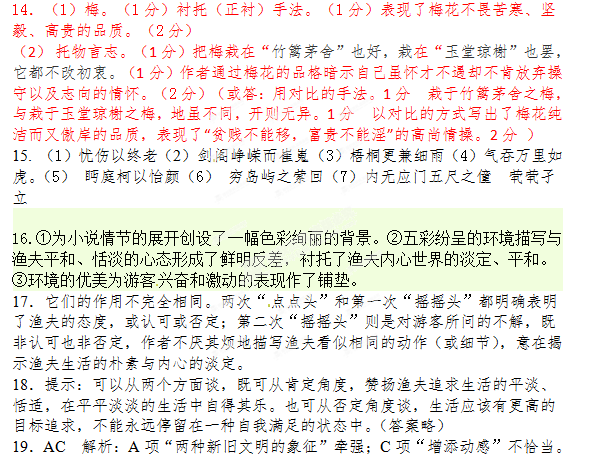 14. （1）梅。（1 分）衬托（正衬）手法。（1 分）表现了梅花不畏苦寒、坚
毅、高贵的品质。（2分）
（2） 托物言志。（1分）把梅栽在“竹篱茅舍”也好，栽在“玉堂琼榭”也罢，
它都不改初衷。（1分）作者通过梅花的品格暗示自己虽怀才不遇却不肯放弃操
守以及志向的情怀。（2分）（或答：用对比的手法。1分 栽于竹篱茅舍之梅，
与栽于玉堂琼榭之梅，地虽不同，开则无异。1分 以对比的方式写出了梅花纯
洁而又傲岸的品质，表现了“贫贱不能移，富贵不能淫”的高尚情操。2分 ）
15. （1）忧伤以终老（2）剑阁峥嵘而崔嵬（3）梧桐更兼细雨（4）气吞万里如
虎。（5） 眄庭柯以怡颜（6） 穷岛屿之萦回（7）内无应门五尺之僮 茕茕孑
立
16.①为小说情节的展开创设了一幅色彩绚丽的背景。②五彩纷呈的环境描写与
渔夫平和、恬淡的心态形成了鲜明反差，衬托了渔夫内心世界的淡定、平和。
③环境的优美为游客兴奋和激动的表现作了铺垫。
17. 它们的作用不完全相同。两次“点点头”和第一次“摇摇头”都明确表明
了渔夫的态度，或认可或否定；第二次“摇摇头”则是对游客所问的不解，既
非认可也非否定，作者不厌其烦地描写渔夫看似相同的动作（或细节），意在揭
示渔夫生活的朴素与内心的淡定。
18. 提示：可以从两个方面谈，既可从肯定角度，赞扬渔夫追求生活的平淡、
恬适，在平平淡淡的生活中自得其乐。也可从否定角度谈，生活应该有更高的
目标追求，不能永远停留在一种自我满足的状态中。（答案略）
19. AC 解析：A 项“两种新旧文明的象征”牵强；C 项“增添动感”不恰当。